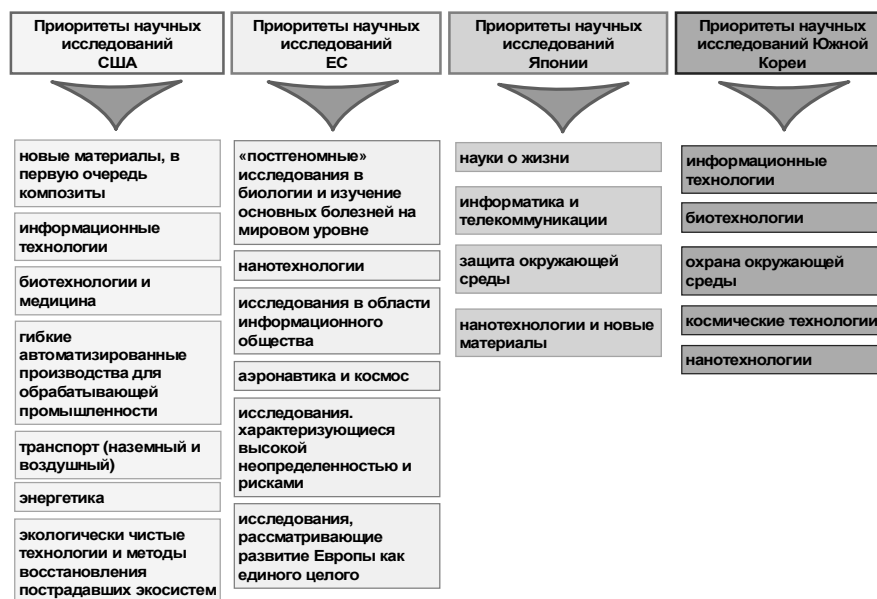 Приоритеты научных
исследований
США
новые материалы, в
первую очередь
композиты
информационные
технологии
биотехнологии и
медицина
гибкие
автоматизированные
производства для
обрабатывающей
промышленности
транспорт (наземный и
воздушный)
энергетика
экологически чистые
технологии и методы
восстановления
пострадавших экосистем
Приоритеты научных
исследований
ЕС
«постгеномные»
исследования в
биологии и изучение
основных болезней на
мировом уровне
нанотехнологии
исследования в области
информационного
общества
аэронавтика и космос
исследования.
характеризующиеся
высокой
неопределенностью и
рисками
исследования,
рассматривающие
развитие Европы как
единого целого
Приоритеты научных
исследований
Японии
науки о жизни
информатика и
телекоммуникации
защита окружающей
среды
нанотехнологии и новые
материалы
Приоритеты научных
исследований Южной
Кореи
информационные
технологии
биотехнологии
охрана окружающей
среды
космические технологии
нанотехнологии